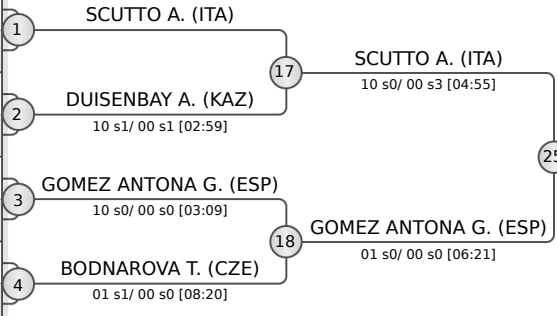 SCUTTO A. (ITA)
1
17
SCUTTO A. (ITA)
10 s0/ 00 s3 [04:55]
DUISENBAY A. (KAZ)
2
10 s1/ 00 s1 [02:59]
25
GOMEZ ANTONA G. (ESP)
3
10 s0/ 00 s0 [03:09]
18
GOMEZ ANTONA G. (ESP)
01 s0/ 00 s0 [06:21]
BODNAROVA T. (CZE)
4
01 s1/ 00 s0 [08:20]